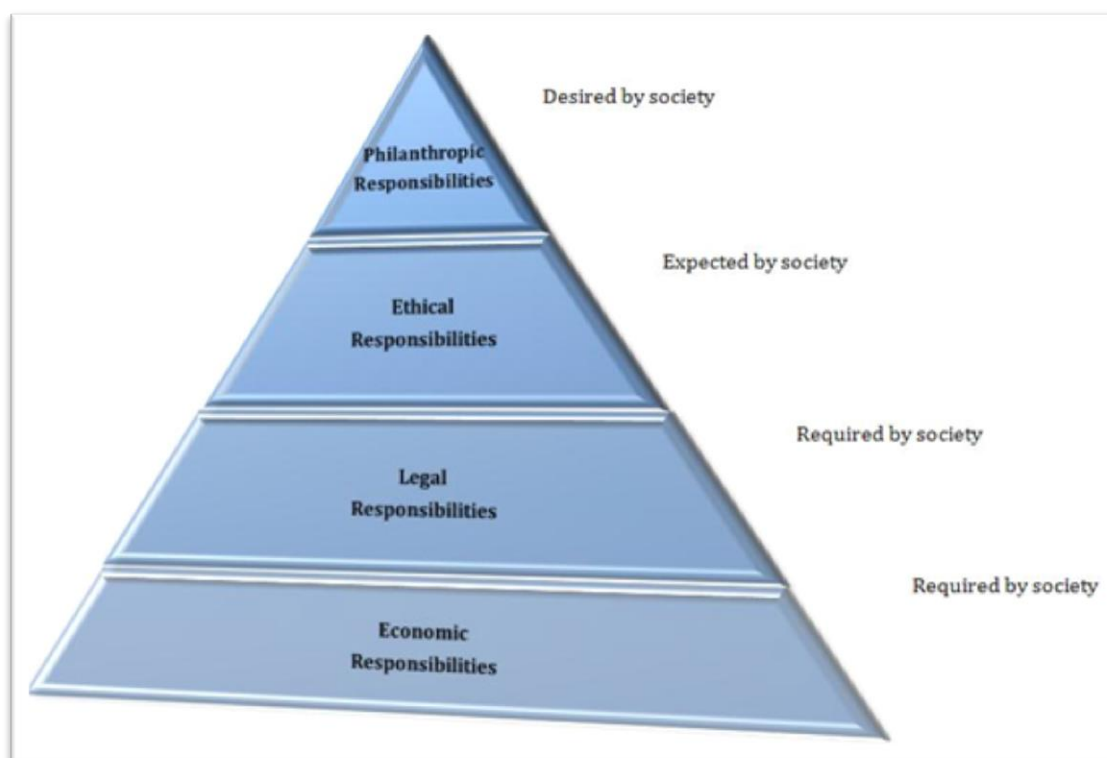 Desired by society
Philanthropic
Responsibilities
Expected by society
Ethical
Responsibilities
Required by society
Legal
Responsibilities
Required by society
Economic
Responsibilities